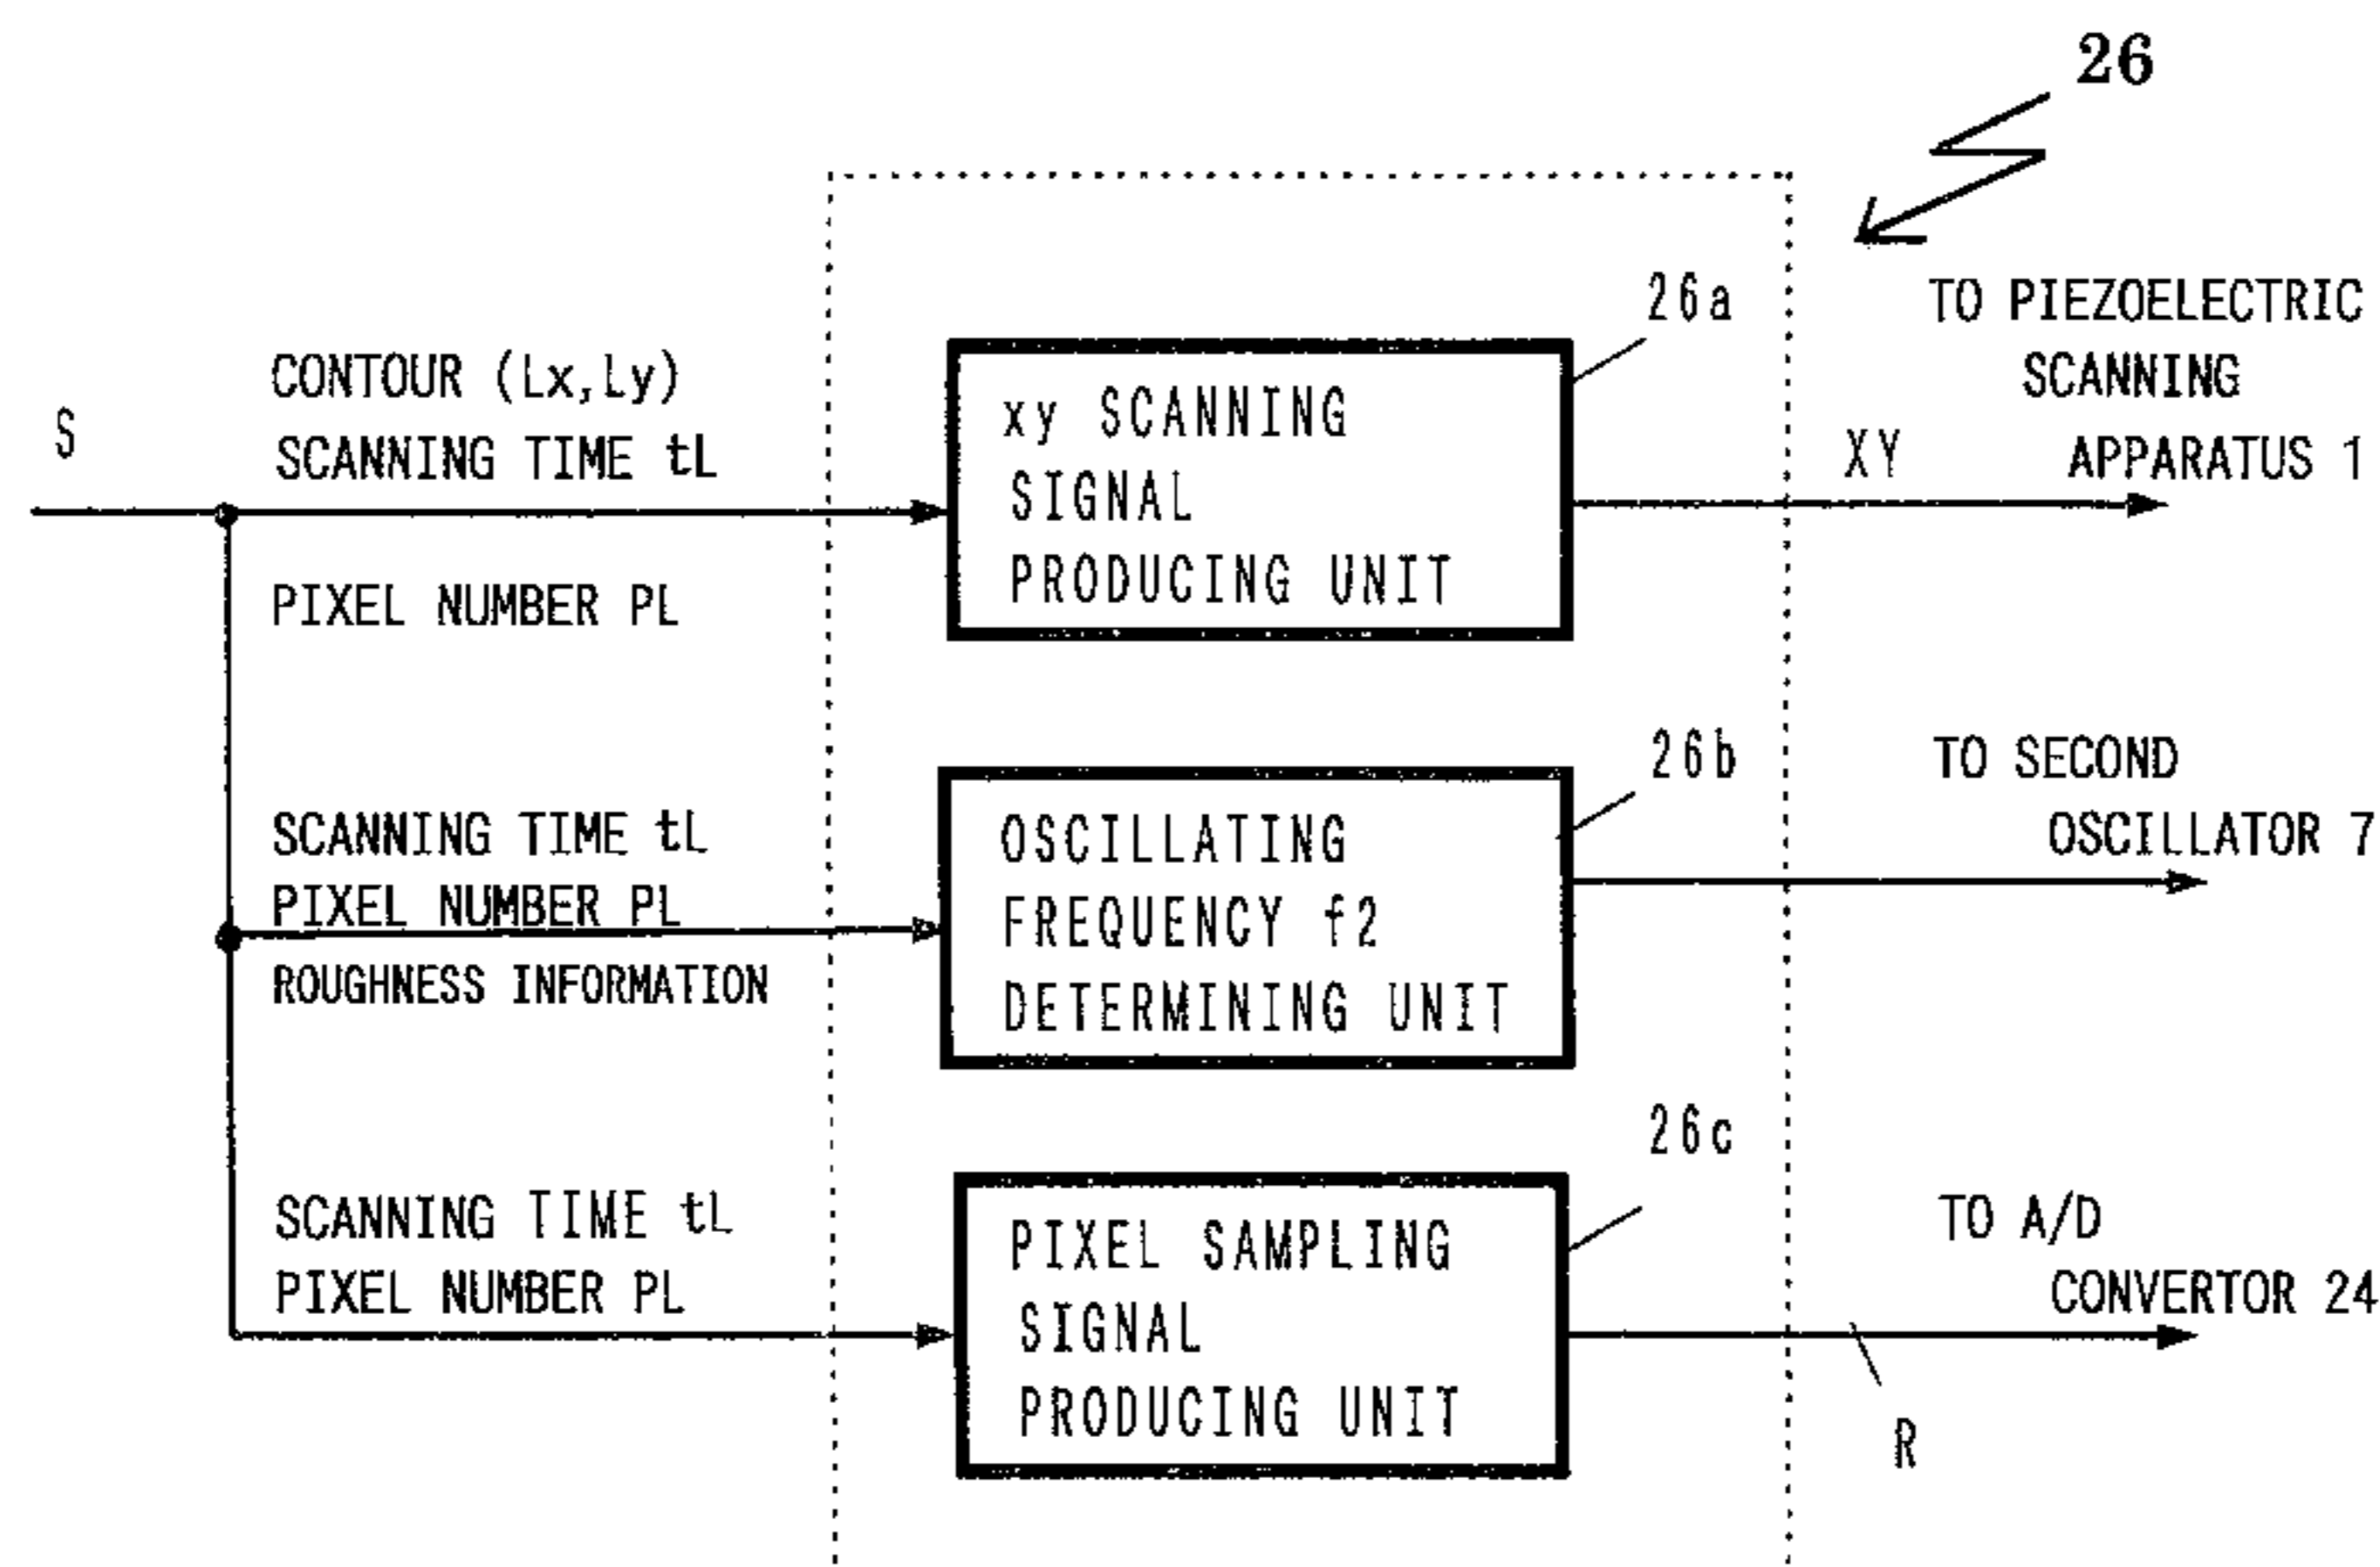 26
26a
TO PIEZOELECTRIC
SCANNING
APPARATUS 1
XY
S
CONTOUR (Lx,Ly)
SCANNING TIME tL
PIXEL NUMBER PL
xy SCANNING
SIGNAL
PRODUCING UNIT
26b
TO SECOND
OSCILLATOR 7
SCANNING TIME tL
PIXEL NUMBER PL
ROUGHNESS INFORMATION
OSCILLATING
FREQUENCY f2
DETERMINING UNIT
26c
TO A/D
CONVERTOR 24
SCANNING TIME tL
PIXEL NUMBER PL
PIXEL SAMPLING
SIGNAL
PRODUCING UNIT
R